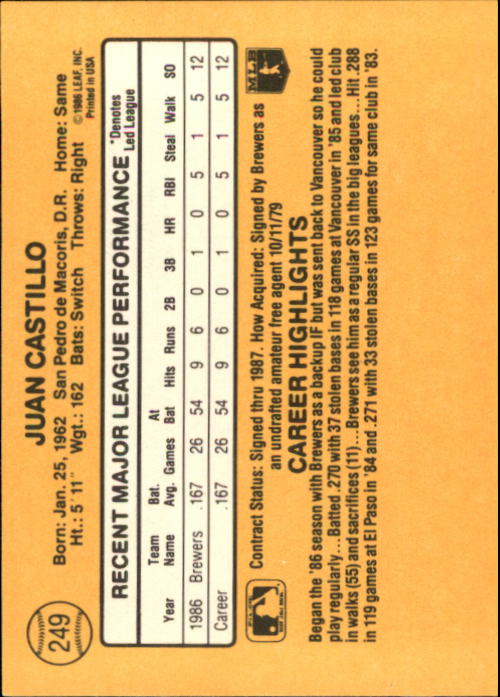 249
JUAN CASTILLO
Born: Jan. 25, 1962 San Pedro de Macoris, D.R. Home: Same
Ht.: 5' 11" Wgt.: 162 Bats: Switch Throws: Right
©1986 LEAF, INC.
Printed in USA
RECENT MAJOR LEAGUE PERFORMANCE *Denotes Led League
Year Team Name Bat. Avg. Games At Bat Hits Runs 2B 3B HR RBI Steal Walk SO
1986 Brewers .167 26 54 9 6 0 1 0 5 1 5 12
Career .167 26 54 9 6 0 1 0 5 1 5 12
Contract Status: Signed thru 1987. How Acquired: Signed by Brewers as
an undrafted amateur free agent 10/11/79
MLB
CAREER HIGHLIGHTS
Began the '86 season with Brewers as a backup IF but was sent back to Vancouver so he could
play regularly...Batted .270 with 37 stolen bases in 118 games at Vancouver in '85 and led club
in walks (55) and sacrifices (11)...Brewers see him as a regular SS in the big leagues...Hit .288
in 119 games at El Paso in '84 and .271 with 33 stolen bases in 123 games for same club in '83.